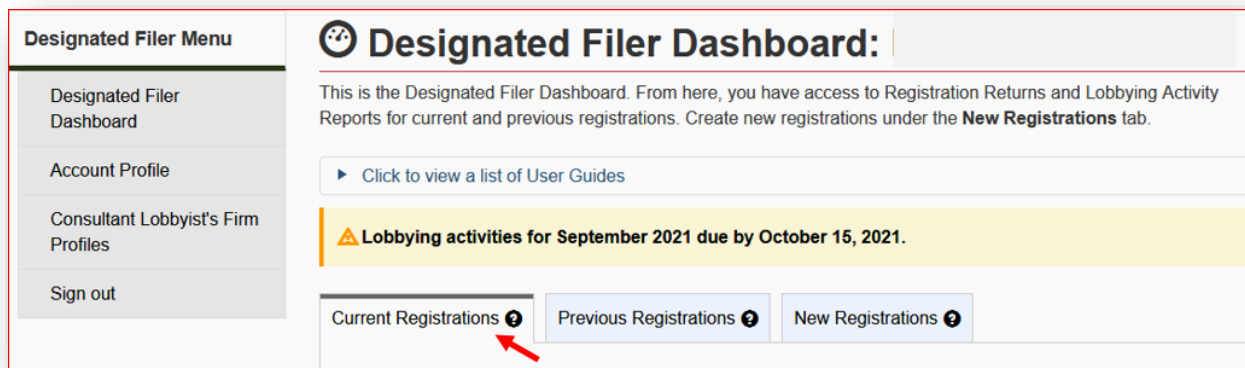 Designated Filer Menu
Designated Filer
Dashboard
Account Profile
Consultant Lobbyist's Firm
Profiles
Sign out
Designated Filer Dashboard:
This is the Designated Filer Dashboard. From here, you have access to Registration Returns and Lobbying Activity
Reports for current and previous registrations. Create new registrations under the New Registrations tab.
Click to view a list of User Guides
Lobbying activities for September 2021 due by October 15, 2021.
Current Registrations ? Previous Registrations ? New Registrations ?